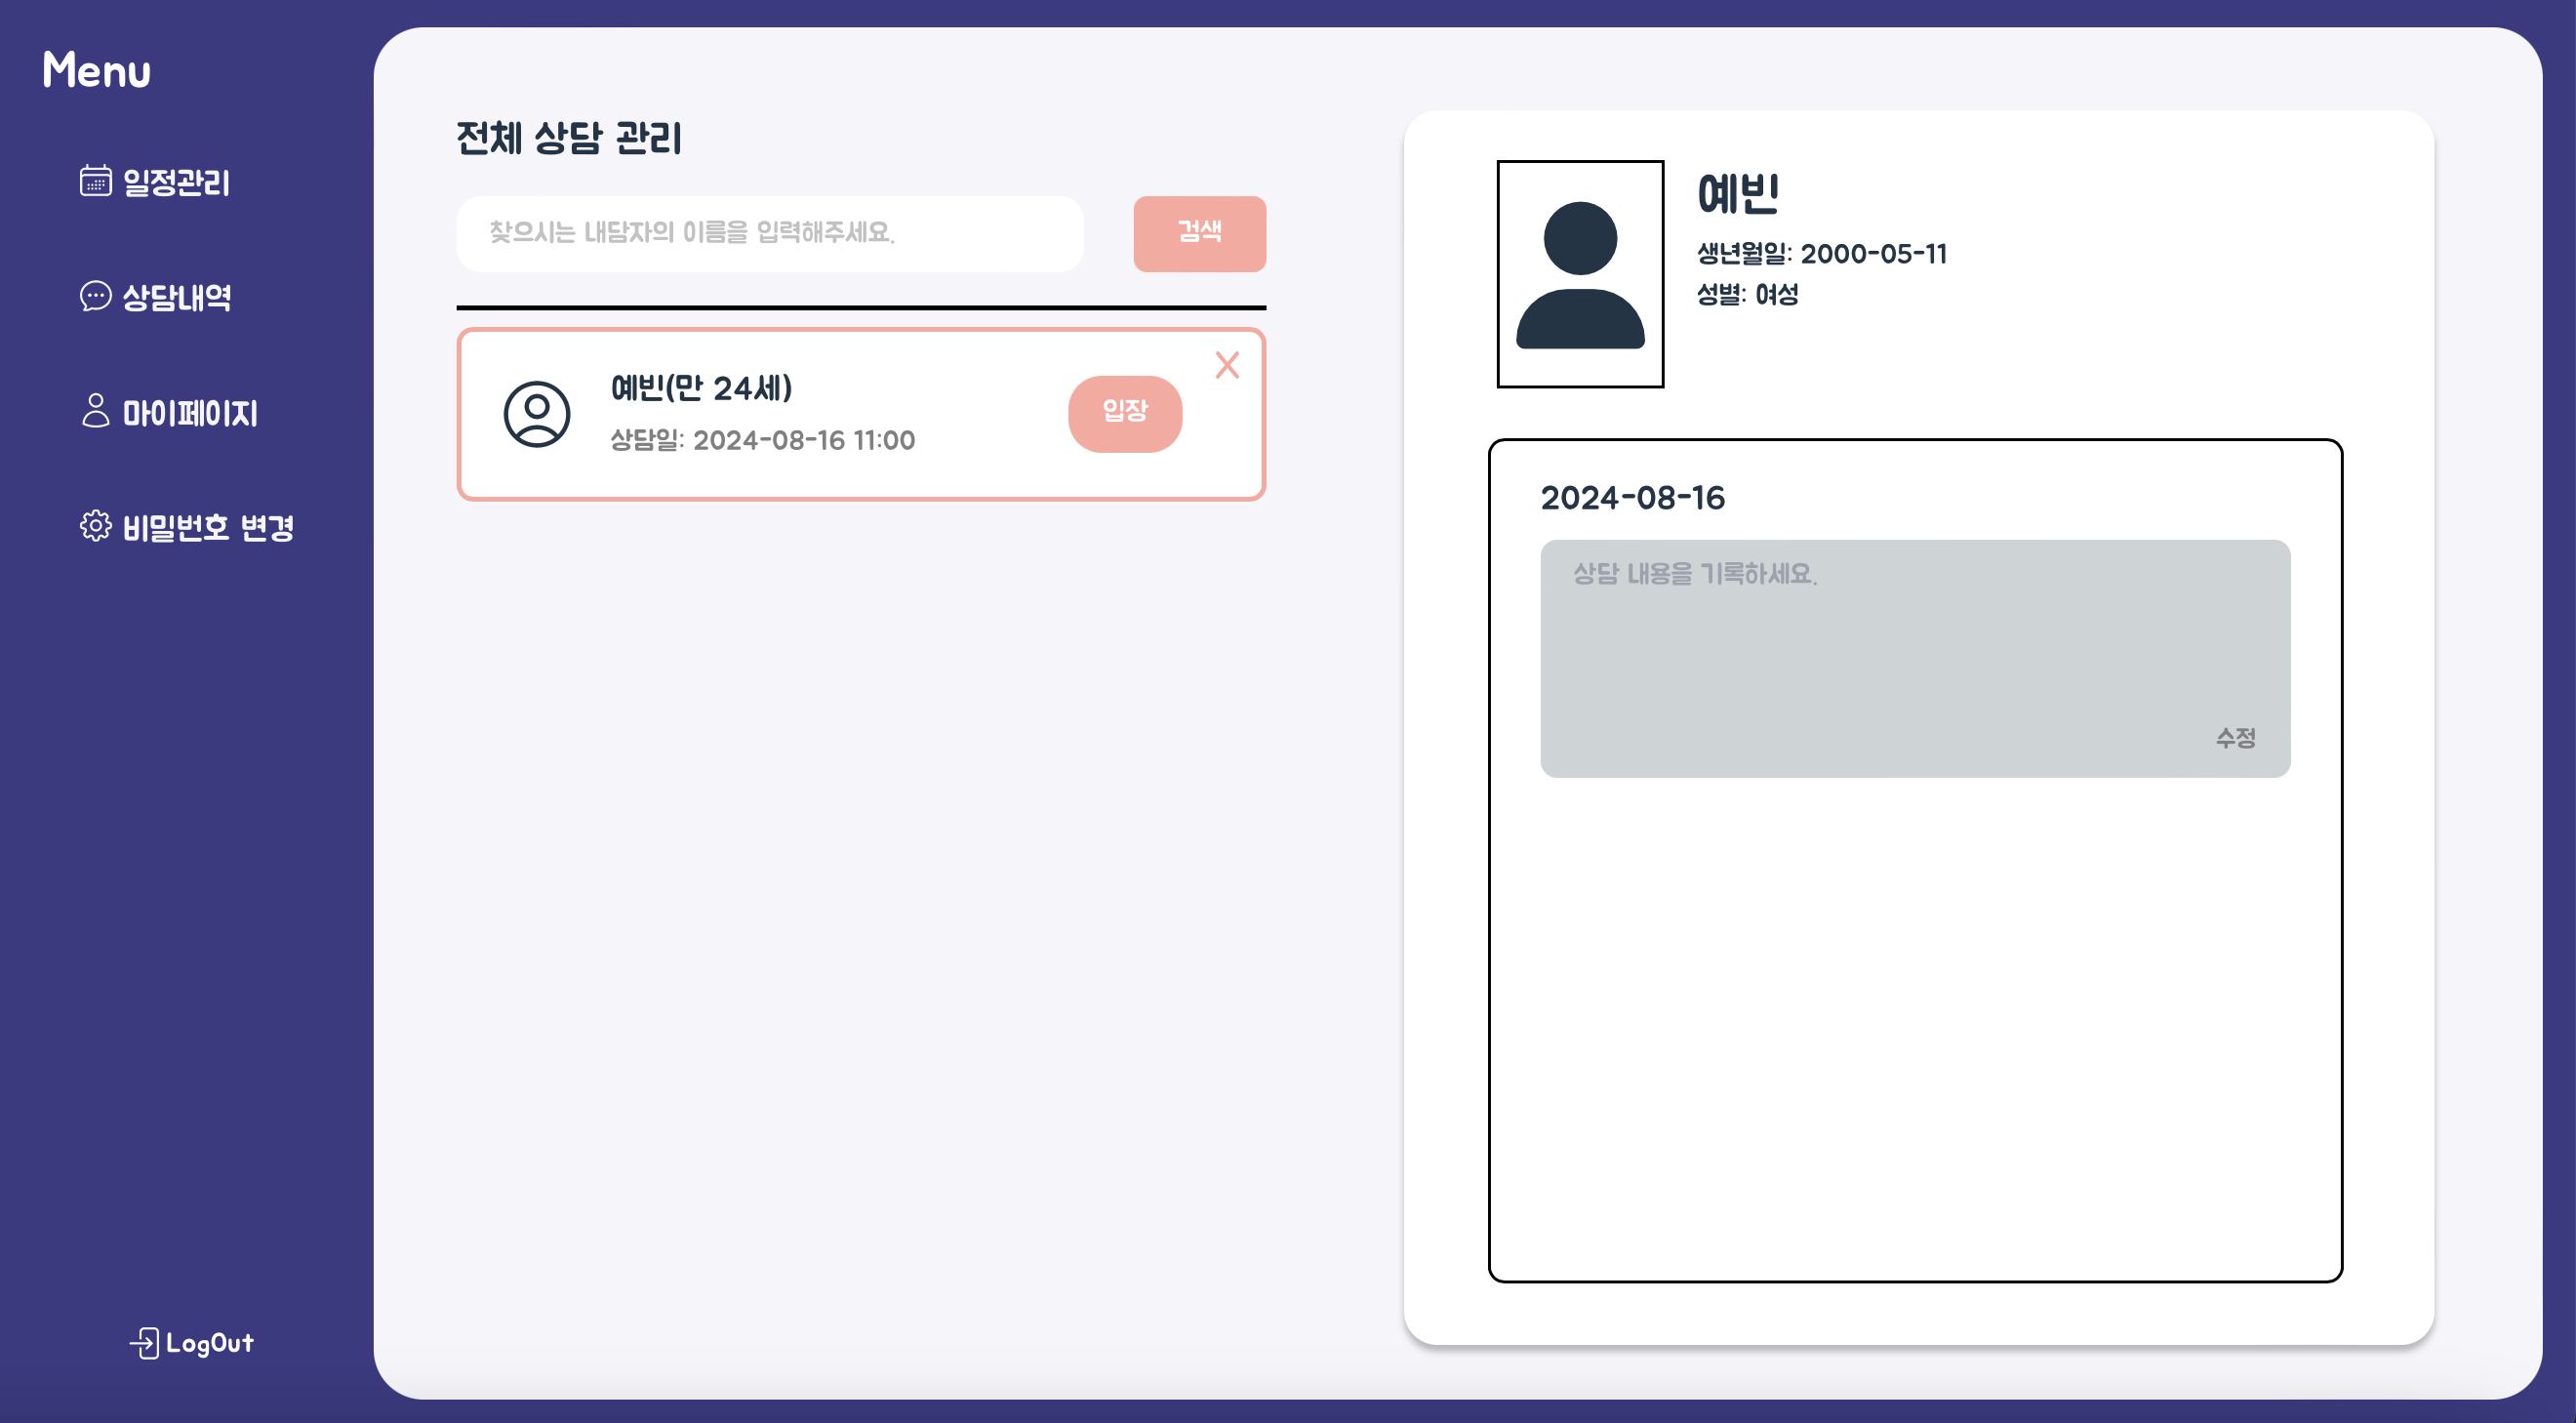 Menu
일정관리
상담내역
마이페이지
비밀번호 변경
LogOut
전체 상담 관리
찾으시는 내담자의 이름을 입력해주세요.
검색
예빈(만 24세)
상담일: 2024-08-16 11:00
입장
예빈
생년월일: 2000-05-11
성별: 여성
2024-08-16
상담 내용을 기록하세요.
수정